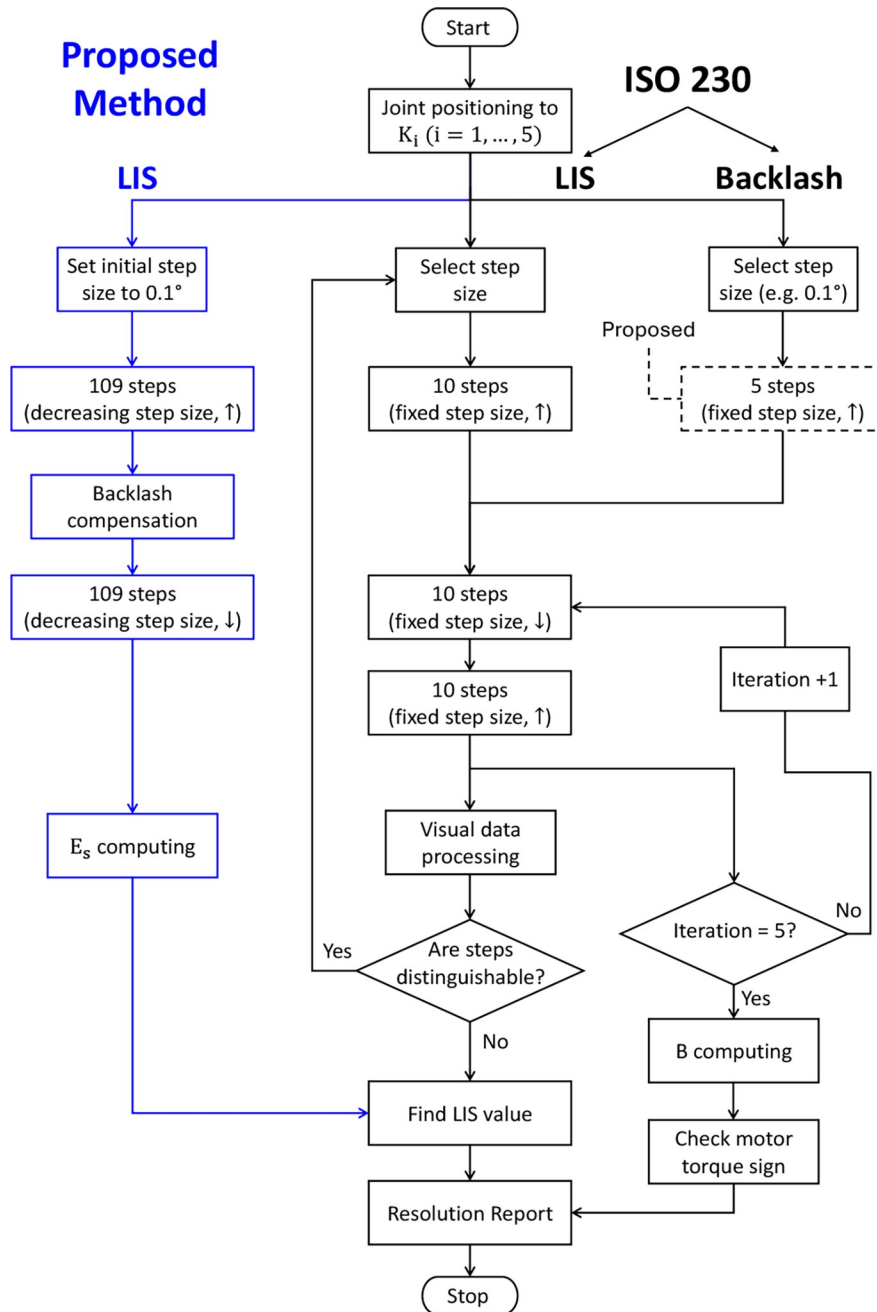 Start
Proposed
Method
ISO 230
Joint positioning to
Kᵢ (i = 1, ... , 5)
LIS
LIS
Backlash
Set initial step
size to 0.1°
Select step
size
Select step
size (e.g. 0.1°)
Proposed
109 steps
(decreasing step size, ↑)
10 steps
(fixed step size, ↑)
5 steps
(fixed step size, ↑)
Backlash
compensation
109 steps
(decreasing step size, ↓)
10 steps
(fixed step size, ↓)
Iteration +1
10 steps
(fixed step size, ↑)
Eₛ computing
Visual data
processing
Iteration = 5?
No
Yes
Are steps
distinguishable?
Yes
No
B computing
Find LIS value
Check motor
torque sign
Resolution Report
Stop